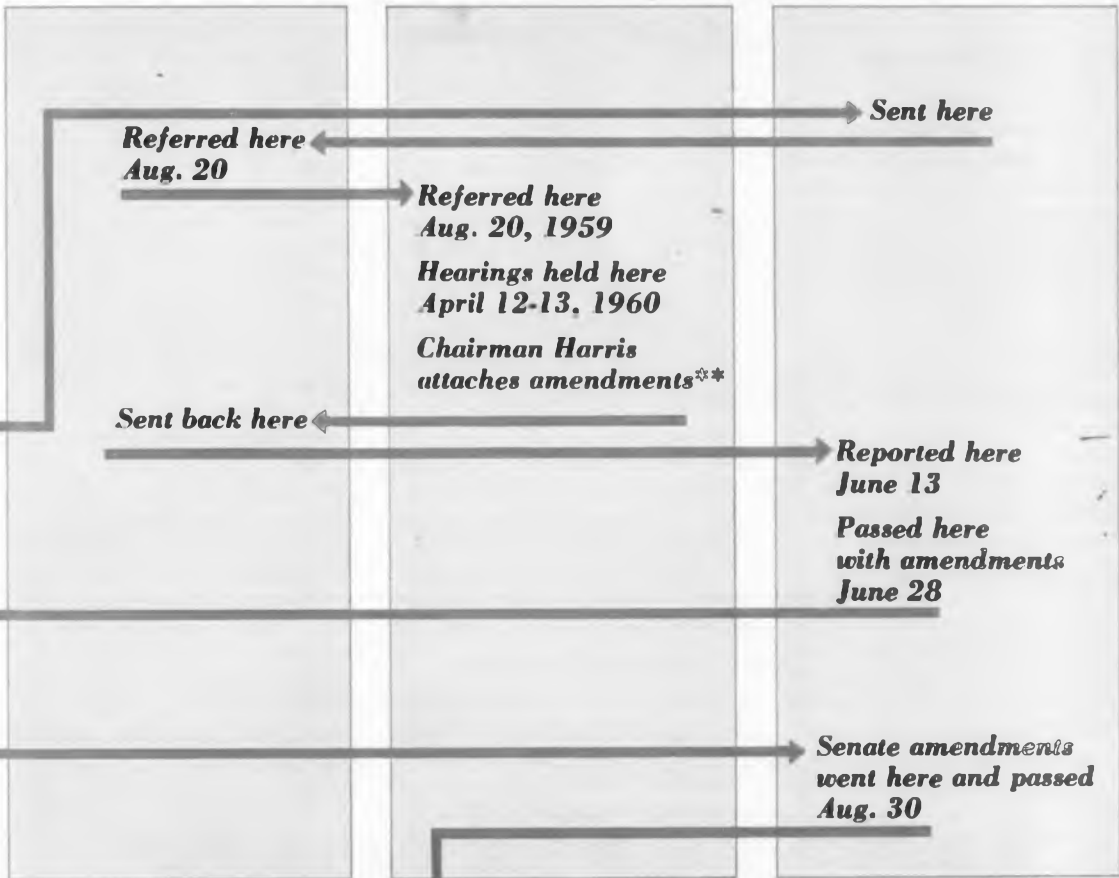 Sent here
Referred here
Aug. 20
Referred here
Aug. 20, 1959
Hearings held here
April 12-13, 1960
Chairman Harris
attaches amendments**
Sent back here
Reported here
June 13
Passed here
with amendments
June 28
Senate amendments
went here and passed
Aug. 30